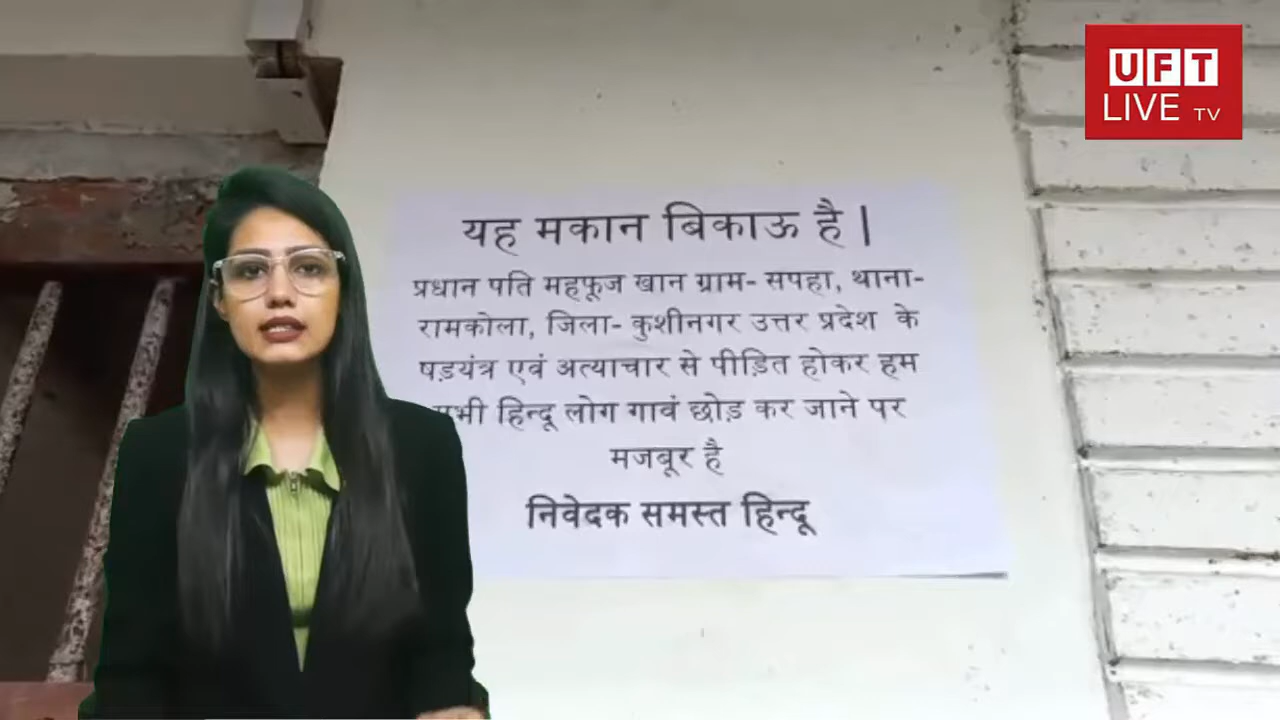 UFT
LIVE TV
यह मकान बिकाऊ है |
प्रधान पति महफूज खान ग्राम- सपहा, थाना-
रामकोला, जिला- कुशीनगर उत्तर प्रदेश के
षड़यंत्र एवं अत्याचार से पीड़ित होकर हम
हिन्दू लोग गावं छोड़ कर जाने पर
मजबूर है
निवेदक समस्त हिन्दू